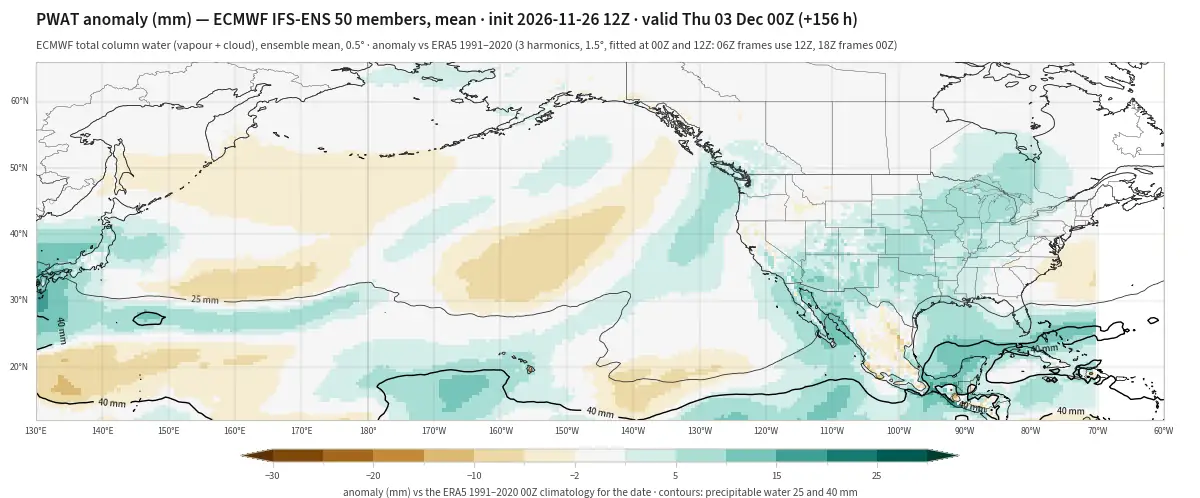 PWAT anomaly (mm) — ECMWF IFS-ENS 50 members, mean · init 2026-11-26 12Z · valid Thu 03 Dec 00Z (+156 h)
ECMWF total column water (vapour + cloud), ensemble mean, 0.5° · anomaly vs ERA5 1991–2020 (3 harmonics, 1.5°, fitted at 00Z and 12Z: 06Z frames use 12Z, 18Z frames 00Z)
60°N
50°N
40°N
30°N
20°N
25 mm
40 mm
40 mm
40 mm
40 mm
40 mm
40 mm
130°E 140°E 150°E 160°E 170°E 180° 170°W 160°W 150°W 140°W 130°W 120°W 110°W 100°W 90°W 80°W 70°W 60°W
−30 −20 −10 −2 5 15 25
anomaly (mm) vs the ERA5 1991–2020 00Z climatology for the date · contours: precipitable water 25 and 40 mm